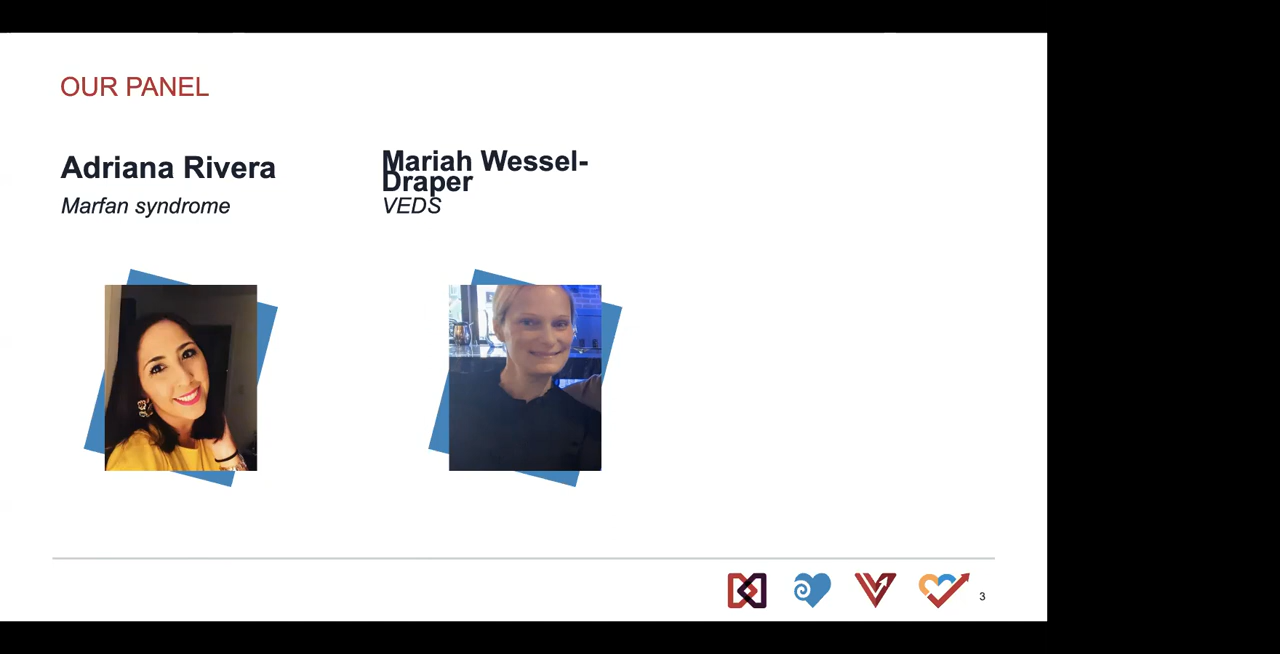 OUR PANEL
Adriana Rivera
Marfan syndrome
Mariah Wessel-
Draper
VEDS
3